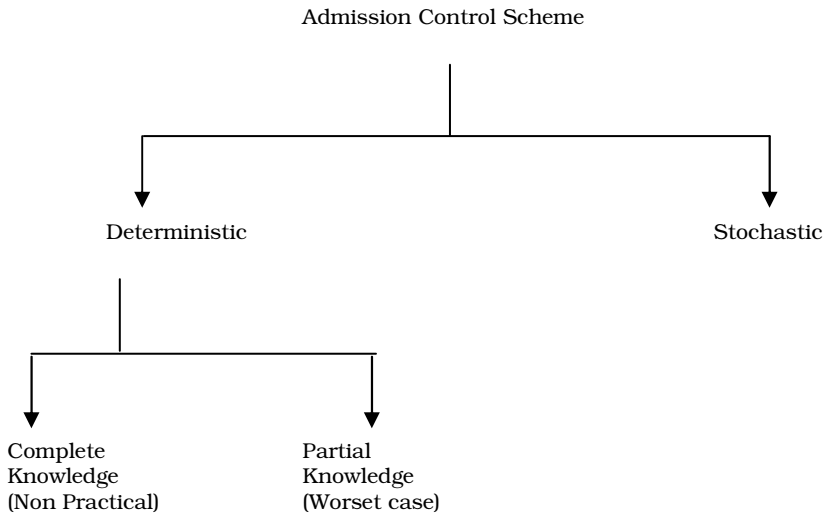 Admission Control Scheme
Deterministic
Stochastic
Complete
Knowledge
(Non Practical)
Partial
Knowledge
(Worset case)